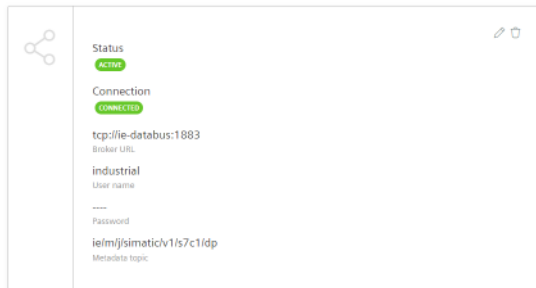 Status
ACTIVE
Connection
CONNECTED
tcp://ie-databus:1883
Broker URL
industrial
User name
----
Password
ie/m/j/simatic/v1/s7c1/dp
Metadata topic